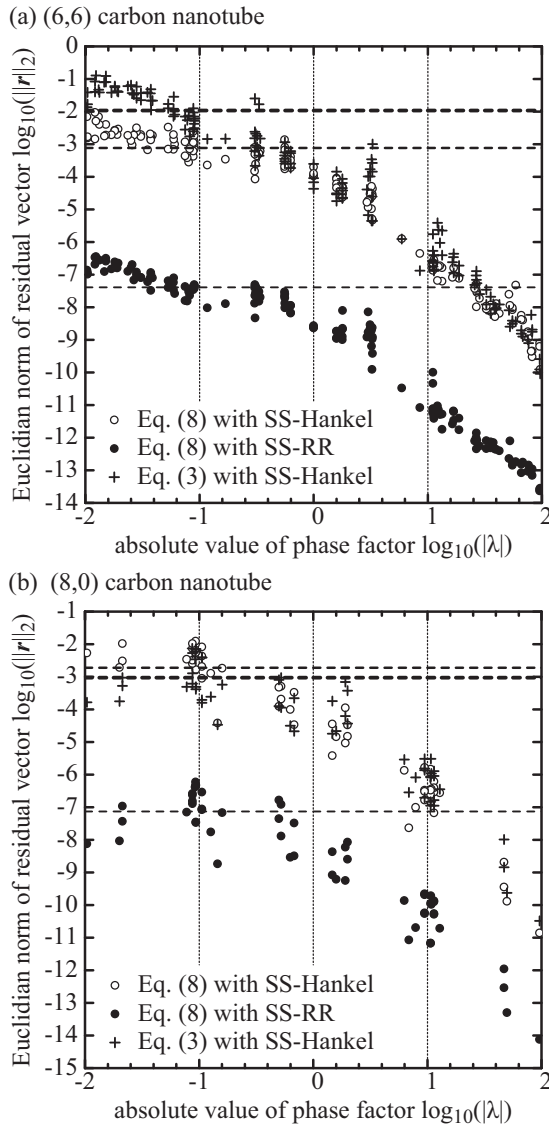 (a) (6,6) carbon nanotube
Euclidian norm of residual vector log10(||r||2)
0
-1
-2
-3
-4
-5
-6
-7
-8
-9
-10
-11
-12
-13
-14
Eq. (8) with SS-Hankel
Eq. (8) with SS-RR
Eq. (3) with SS-Hankel
-2 -1 0 1 2
absolute value of phase factor log10(|λ|)
(b) (8,0) carbon nanotube
Euclidian norm of residual vector log10(||r||2)
-1
-2
-3
-4
-5
-6
-7
-8
-9
-10
-11
-12
-13
-14
-15
Eq. (8) with SS-Hankel
Eq. (8) with SS-RR
Eq. (3) with SS-Hankel
-2 -1 0 1 2
absolute value of phase factor log10(|λ|)